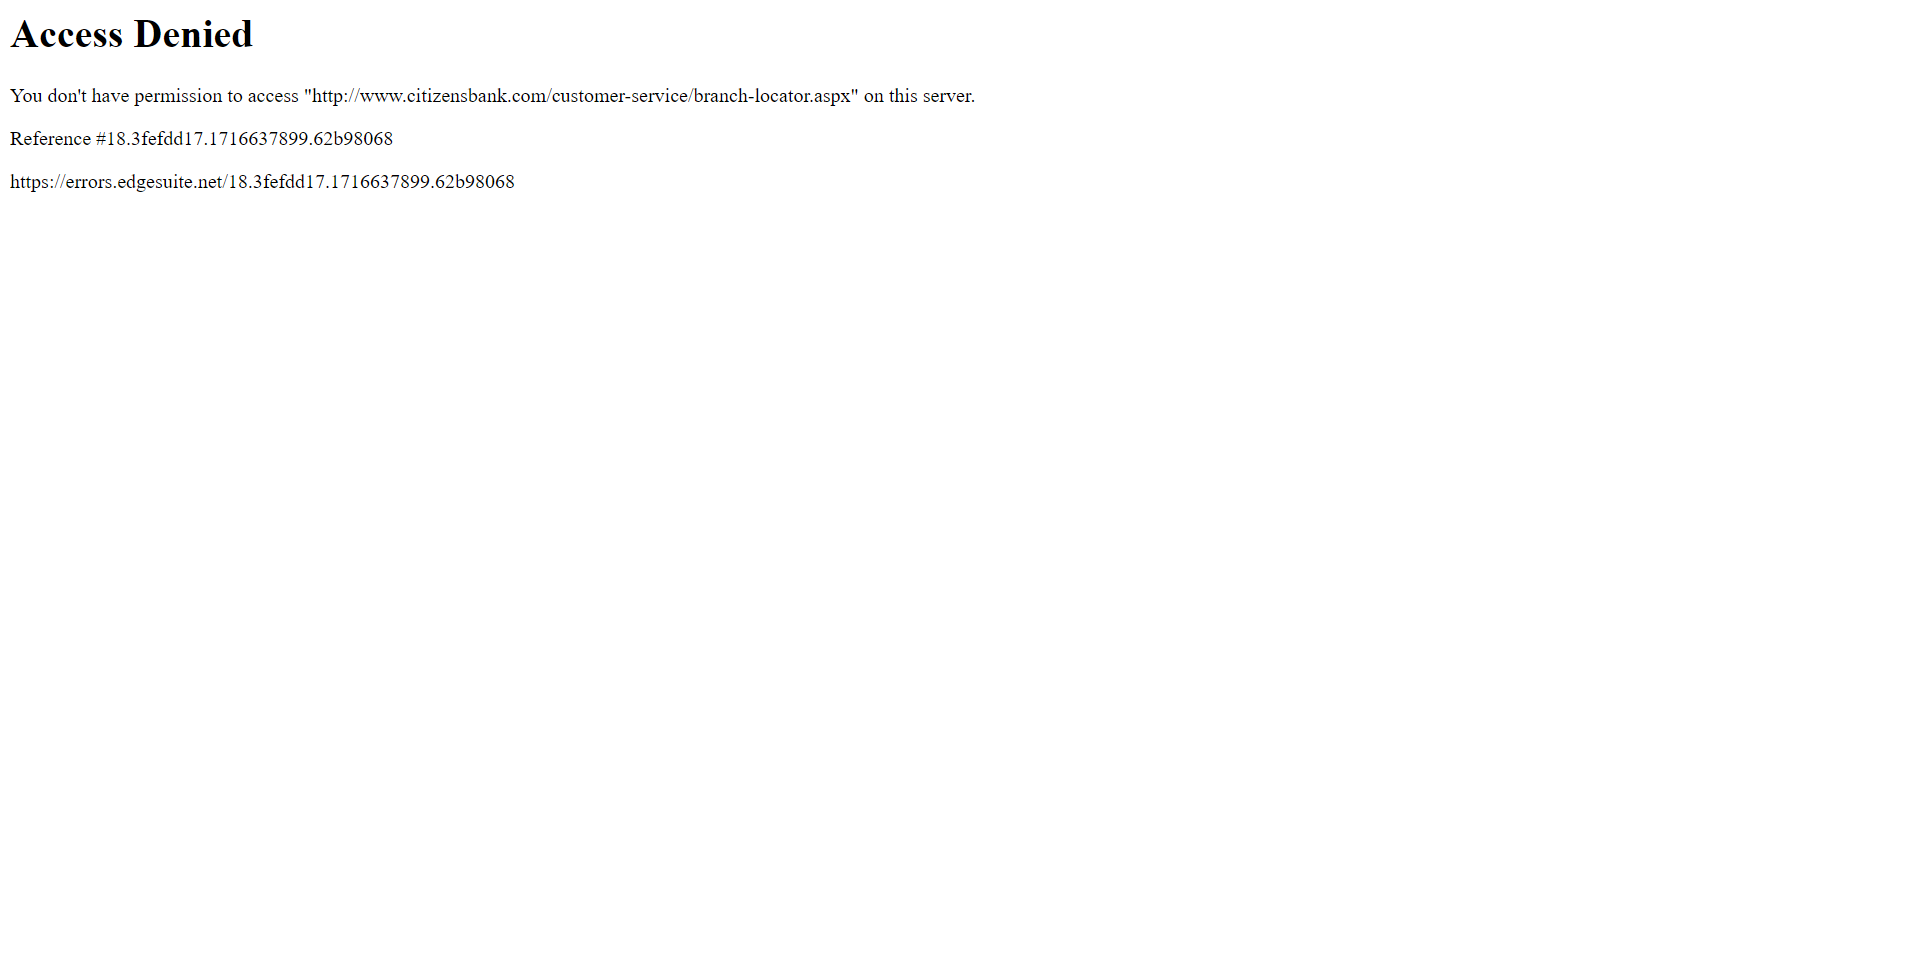 Access Denied
You don't have permission to access "http://www.citizensbank.com/customer-service/branch-locator.aspx" on this server.
Reference #18.3fefdd17.1716637899.62b98068
https://errors.edgesuite.net/18.3fefdd17.1716637899.62b98068